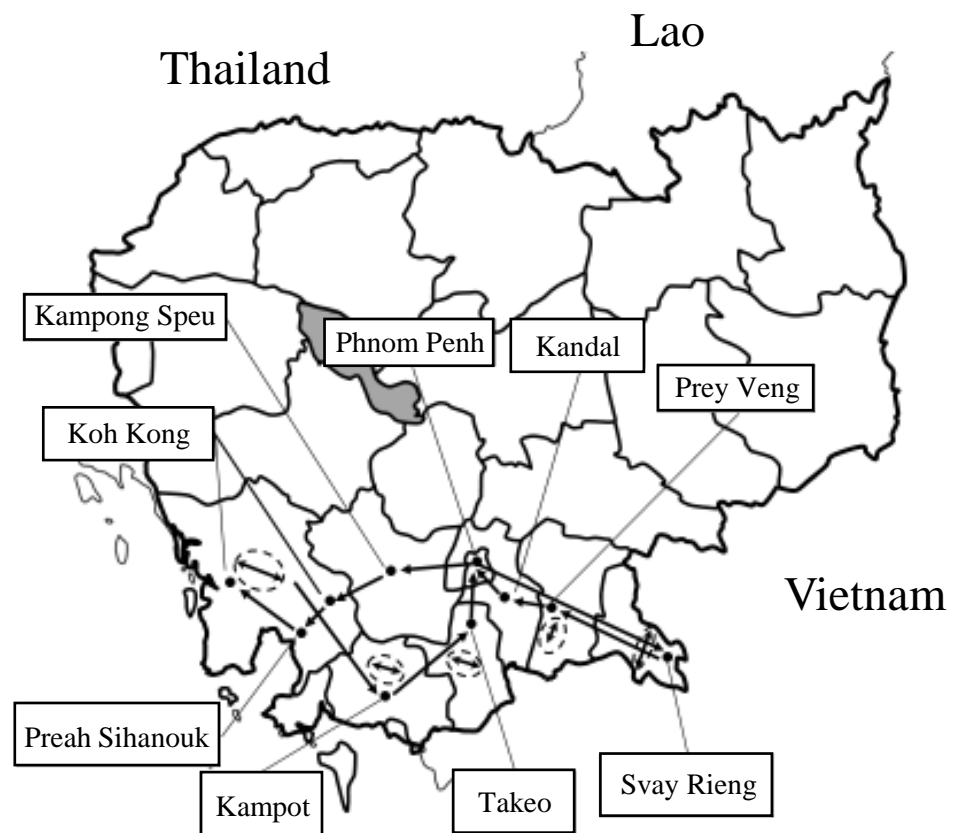 Lao
Thailand
Kampong Speu
Phnom Penh
Kandal
Prey Veng
Koh Kong
Vietnam
Preah Sihanouk
Kampot
Takeo
Svay Rieng